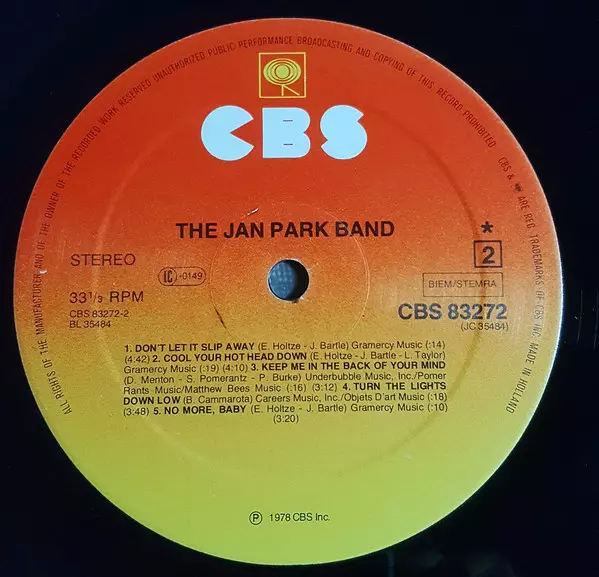 ALL RIGHTS OF THE MANUFACTURER AND OF THE OWNER OF THE RECORDED WORK RESERVED UNAUTHORIZED PUBLIC PERFORMANCE BROADCASTING AND COPYING OF THIS RECORD PROHIBITED
CBS & ARE REG. TRADEMARKS OF CBS INC. MADE IN HOLLAND
CBS
THE JAN PARK BAND
STEREO
LC-0149
*
2
33 1/3 RPM
BIEM/STEMRA
CBS 83272-2
BL 35484
CBS 83272
(JC 35484)
1. DON'T LET IT SLIP AWAY (E. Holtze - J. Bartle) Gramercy Music (:14)
(4:42) 2. COOL YOUR HOT HEAD DOWN (E. Holtze - J. Bartle - L. Taylor)
Gramercy Music (:19) (4:10) 3. KEEP ME IN THE BACK OF YOUR MIND
(D. Menton - S. Pomerantz - P. Burke) Underbubble Music, Inc./Pomer
Rants Music/Matthew Bees Music (:16) (3:12) 4. TURN THE LIGHTS
DOWN LOW (B. Cammarota) Careers Music, Inc./Objets D'art Music (:18)
(3:48) 5. NO MORE, BABY (E. Holtze - J. Bartle) Gramercy Music (:10)
(3:20)
Ⓟ 1978 CBS Inc.